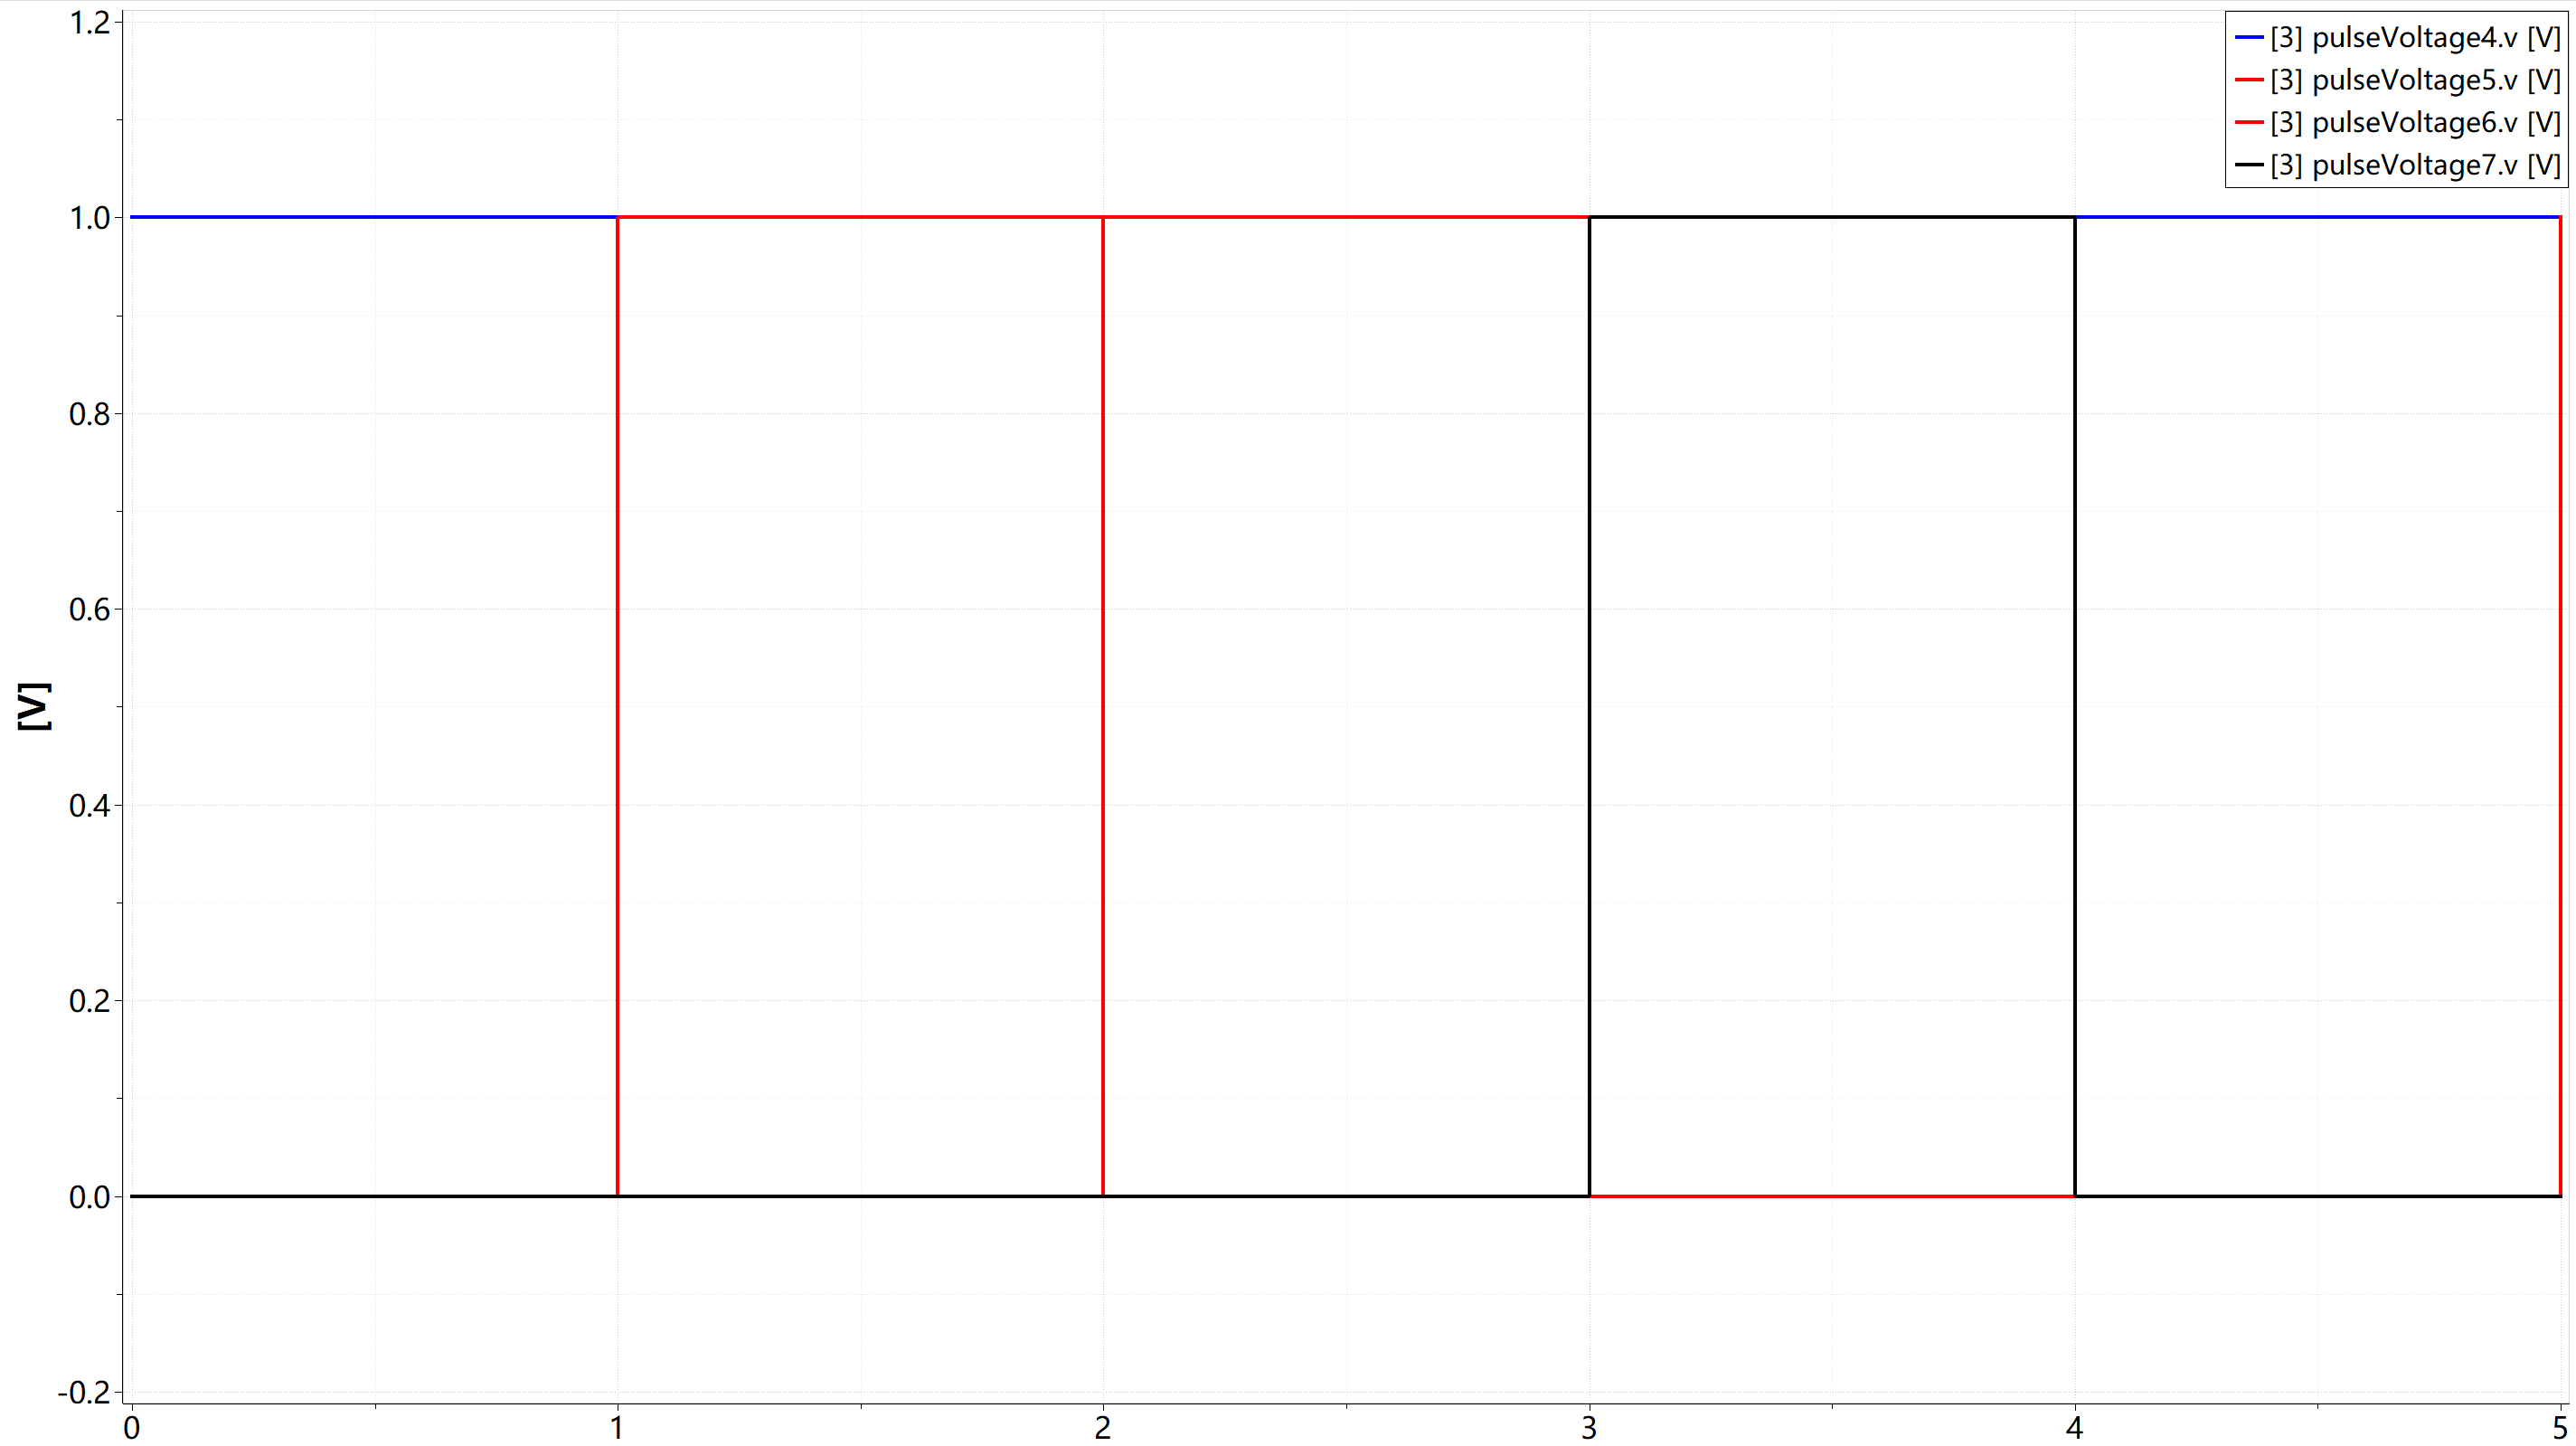 [3] pulseVoltage4.v [V]
[3] pulseVoltage5.v [V]
[3] pulseVoltage6.v [V]
[3] pulseVoltage7.v [V]
1.2
1.0
0.8
0.6
[V]
0.4
0.2
0.0
-0.2
0 1 2 3 4 5